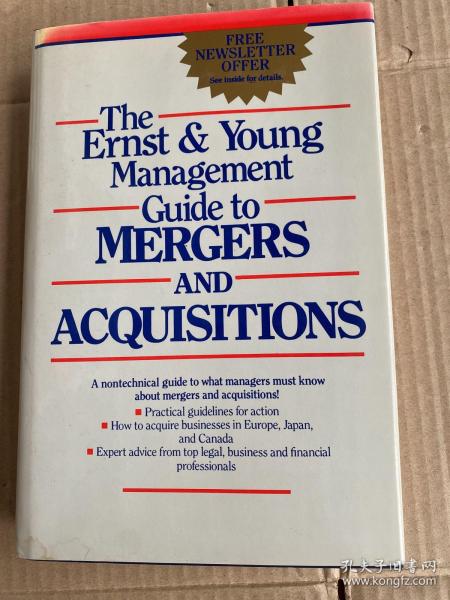 FREE
NEWSLETTER
OFFER
See inside for details.
The
Ernst & Young
Management
Guide to
MERGERS
AND
ACQUISITIONS
A nontechnical guide to what managers must know
about mergers and acquisitions!
■ Practical guidelines for action
■ How to acquire businesses in Europe, Japan,
and Canada
■ Expert advice from top legal, business and financial
professionals
孔夫子旧书网
www.kongfz.com